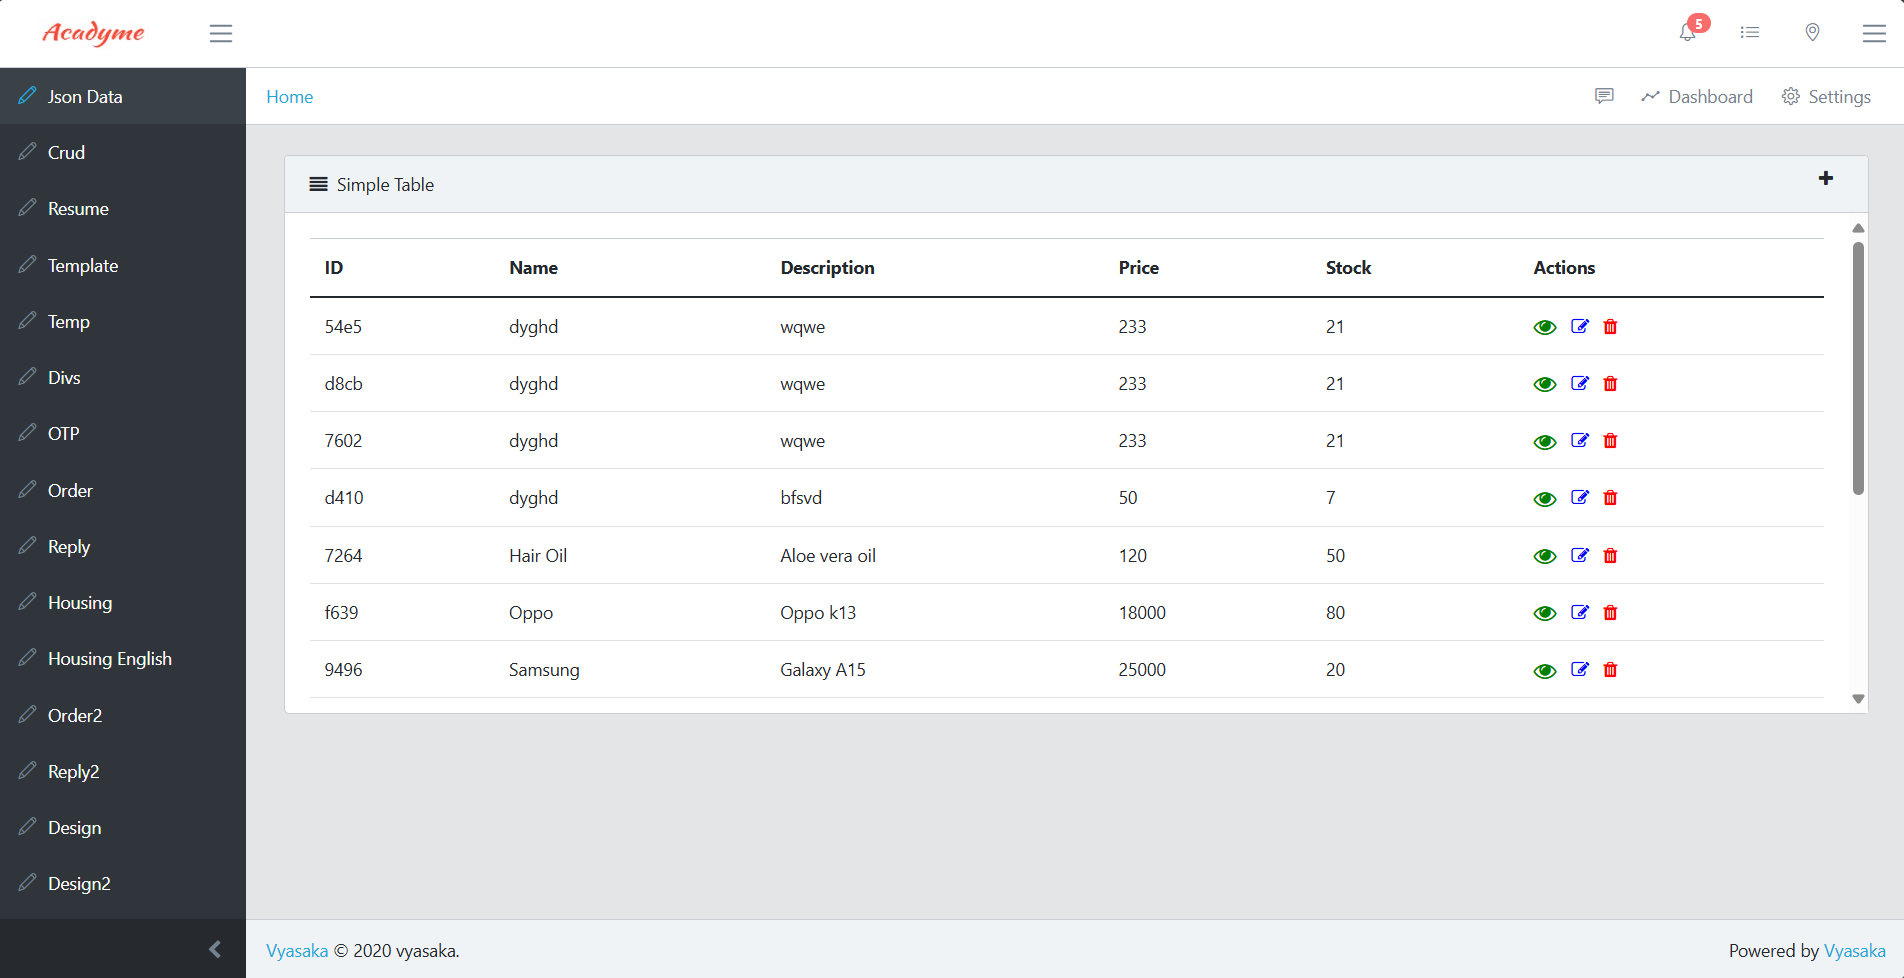 Acadyme
5
Json Data
Crud
Resume
Template
Temp
Divs
OTP
Order
Reply
Housing
Housing English
Order2
Reply2
Design
Design2
Home
Dashboard Settings
Simple Table
ID Name Description Price Stock Actions
54e5 dyghd wqwe 233 21
d8cb dyghd wqwe 233 21
7602 dyghd wqwe 233 21
d410 dyghd bfsvd 50 7
7264 Hair Oil Aloe vera oil 120 50
f639 Oppo Oppo k13 18000 80
9496 Samsung Galaxy A15 25000 20
Vyasaka © 2020 vyasaka.
Powered by Vyasaka